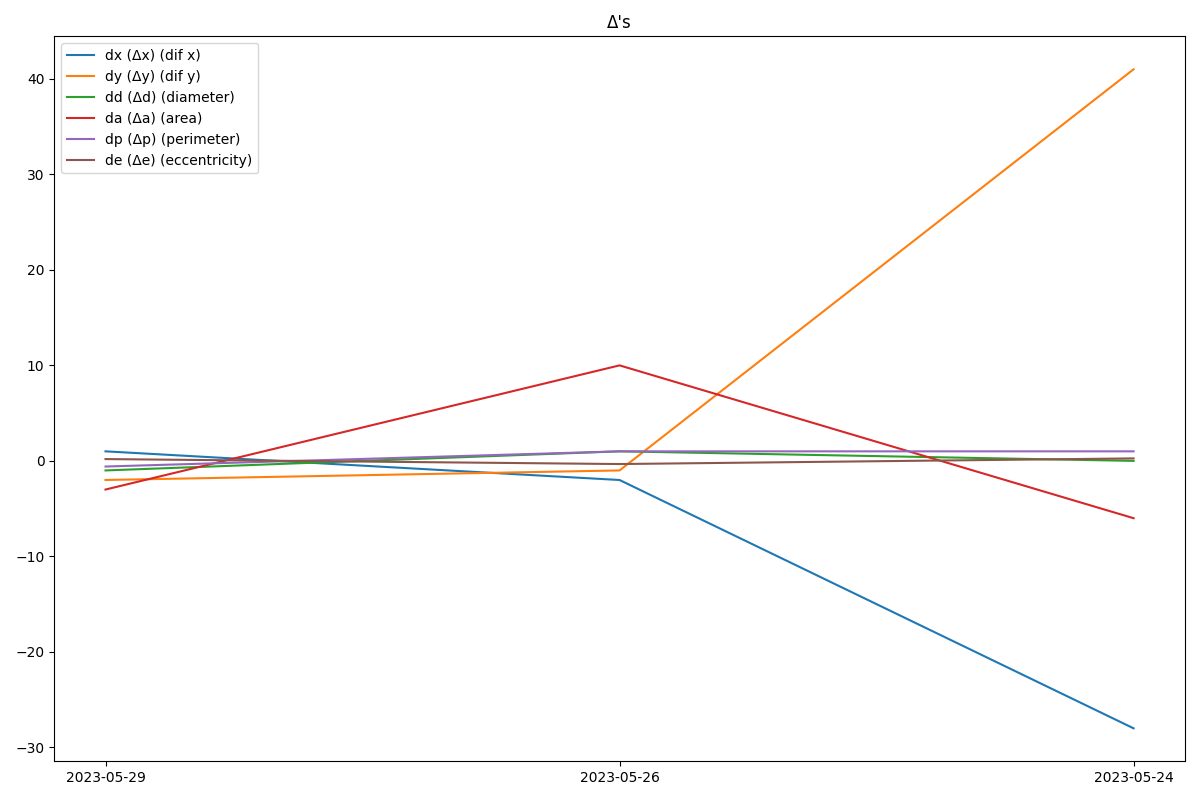 Δ's
dx (Δx) (dif x)
dy (Δy) (dif y)
dd (Δd) (diameter)
da (Δa) (area)
dp (Δp) (perimeter)
de (Δe) (eccentricity)
40
30
20
10
0
−10
−20
−30
2023-05-29 2023-05-26 2023-05-24